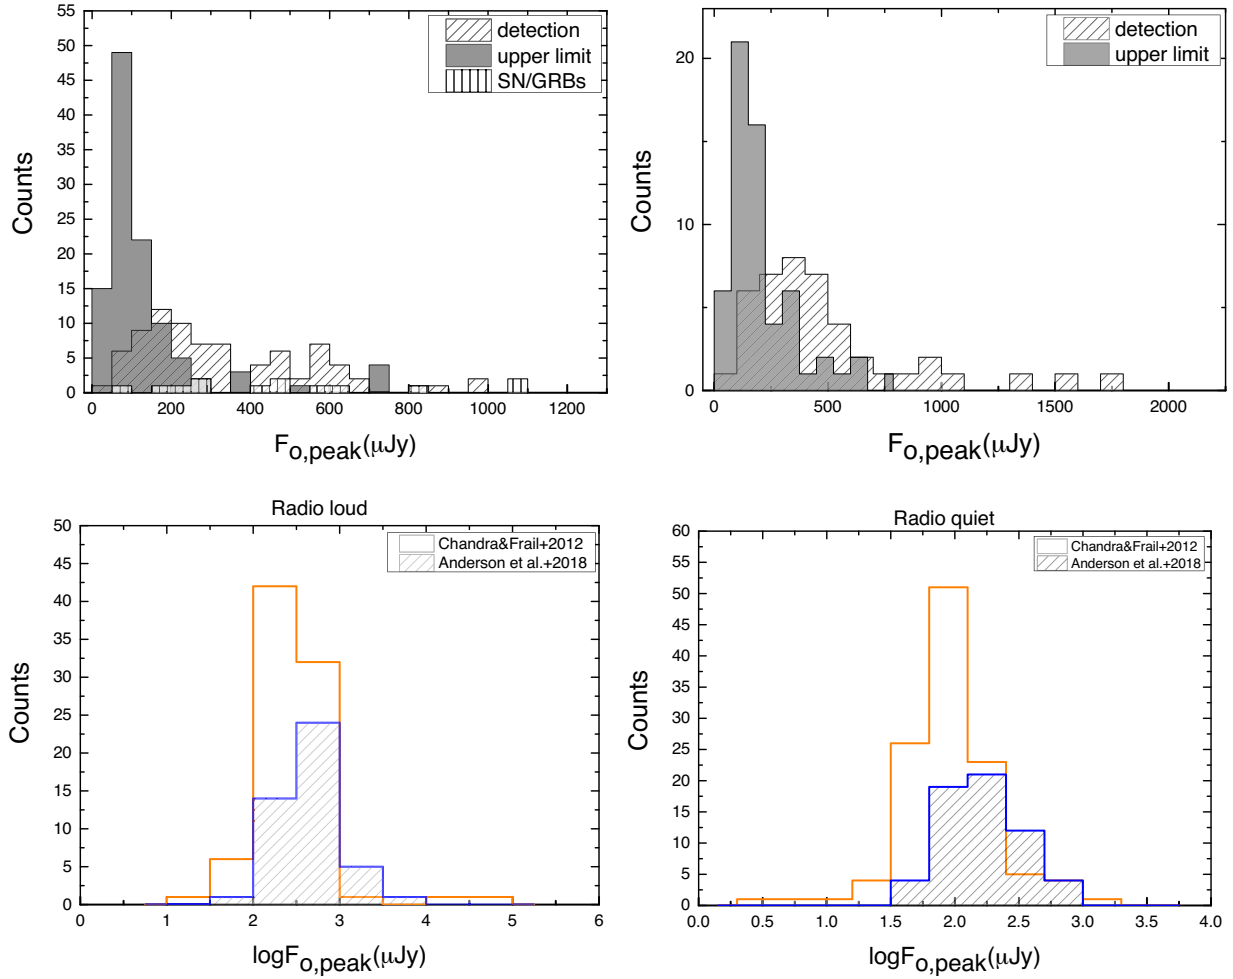 detection
upper limit
SN/GRBs
55
50
45
40
35
30
25
20
15
10
5
0
Counts
0 200 400 600 800 1000 1200
Fo,peak(μJy)
detection
upper limit
20
10
0
Counts
0 500 1000 1500 2000
Fo,peak(μJy)
Radio loud
Chandra&Frail+2012
Anderson et al.+2018
50
45
40
35
30
25
20
15
10
5
0
Counts
0 1 2 3 4 5 6
logFo,peak(μJy)
Radio quiet
Chandra&Frail+2012
Anderson et al.+2018
60
55
50
45
40
35
30
25
20
15
10
5
0
Counts
0.0 0.5 1.0 1.5 2.0 2.5 3.0 3.5 4.0
logFo,peak(μJy)